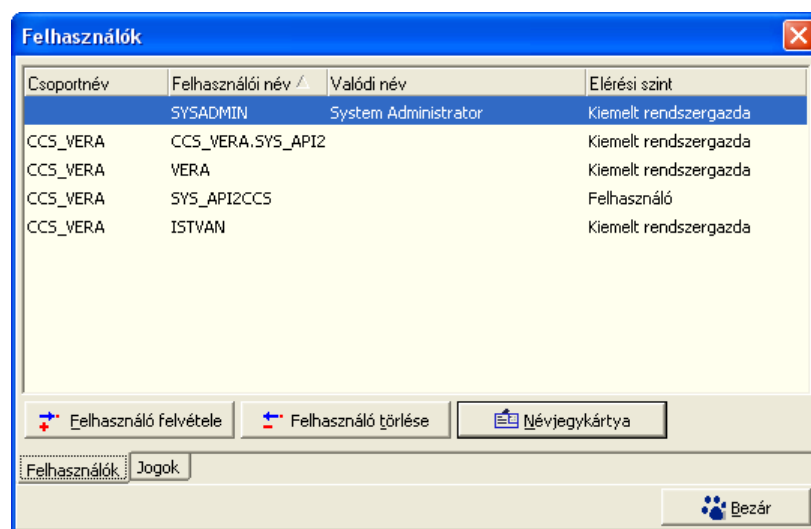 Felhasználók
Csoportnév Felhasználói név Valódi név Elérési szint
SYSADMIN System Administrator Kiemelt rendszergazda
CCS_VERA CCS_VERA.SYS_API2 Kiemelt rendszergazda
CCS_VERA VERA Kiemelt rendszergazda
CCS_VERA SYS_API2CCS Felhasználó
CCS_VERA ISTVAN Kiemelt rendszergazda
Felhasználó felvétele Felhasználó törlése Névjegykártya
Felhasználók Jogok
Bezár